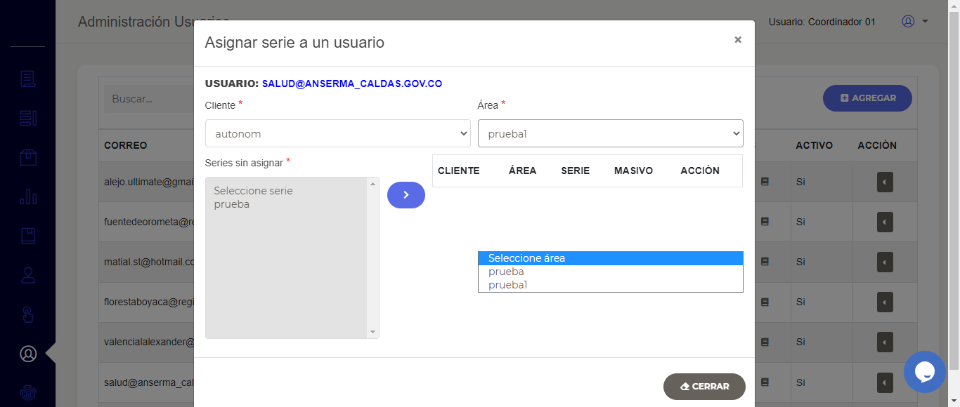 Administración Usuarios
Usuario: Coordinador 01
Asignar serie a un usuario
×
USUARIO: SALUD@ANSERMA_CALDAS.GOV.CO
Cliente *
Área *
autonom
prueba1
Series sin asignar *
Seleccione serie
prueba
CLIENTE ÁREA SERIE MASIVO ACCIÓN
Seleccione área
prueba
prueba1
CERRAR
Buscar...
AGREGAR
CORREO ACTIVO ACCIÓN
alejo.ultimate@gmai
Si
fuentedeorometa@r
Si
matial.st@hotmail.co
Si
florestaboyaca@regi
Si
valencialalexander@
Si
salud@anserma_cal
Si